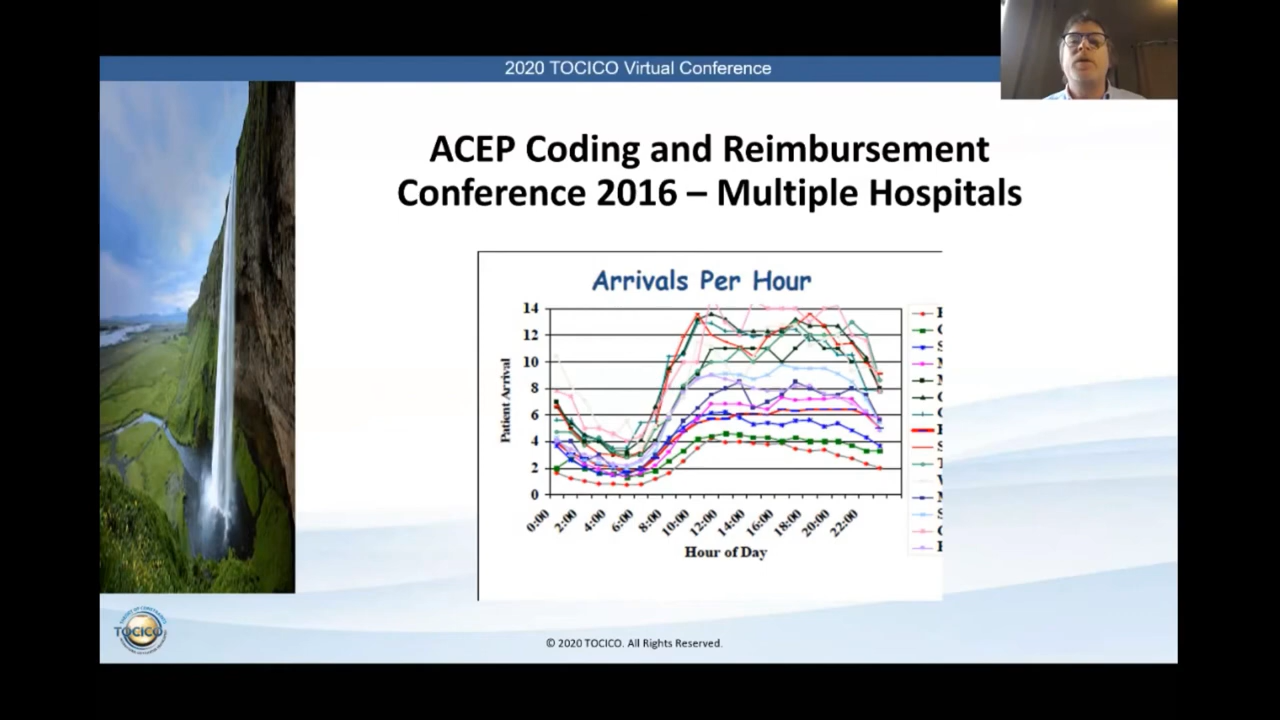 2020 TOCICO Virtual Conference
ACEP Coding and Reimbursement
Conference 2016 – Multiple Hospitals
Arrivals Per Hour
14
12
10
8
6
4
2
0
Patient Arrival
0:00
2:00
4:00
6:00
8:00
10:00
12:00
14:00
16:00
18:00
20:00
22:00
Hour of Day
TOCICO
© 2020 TOCICO. All Rights Reserved.